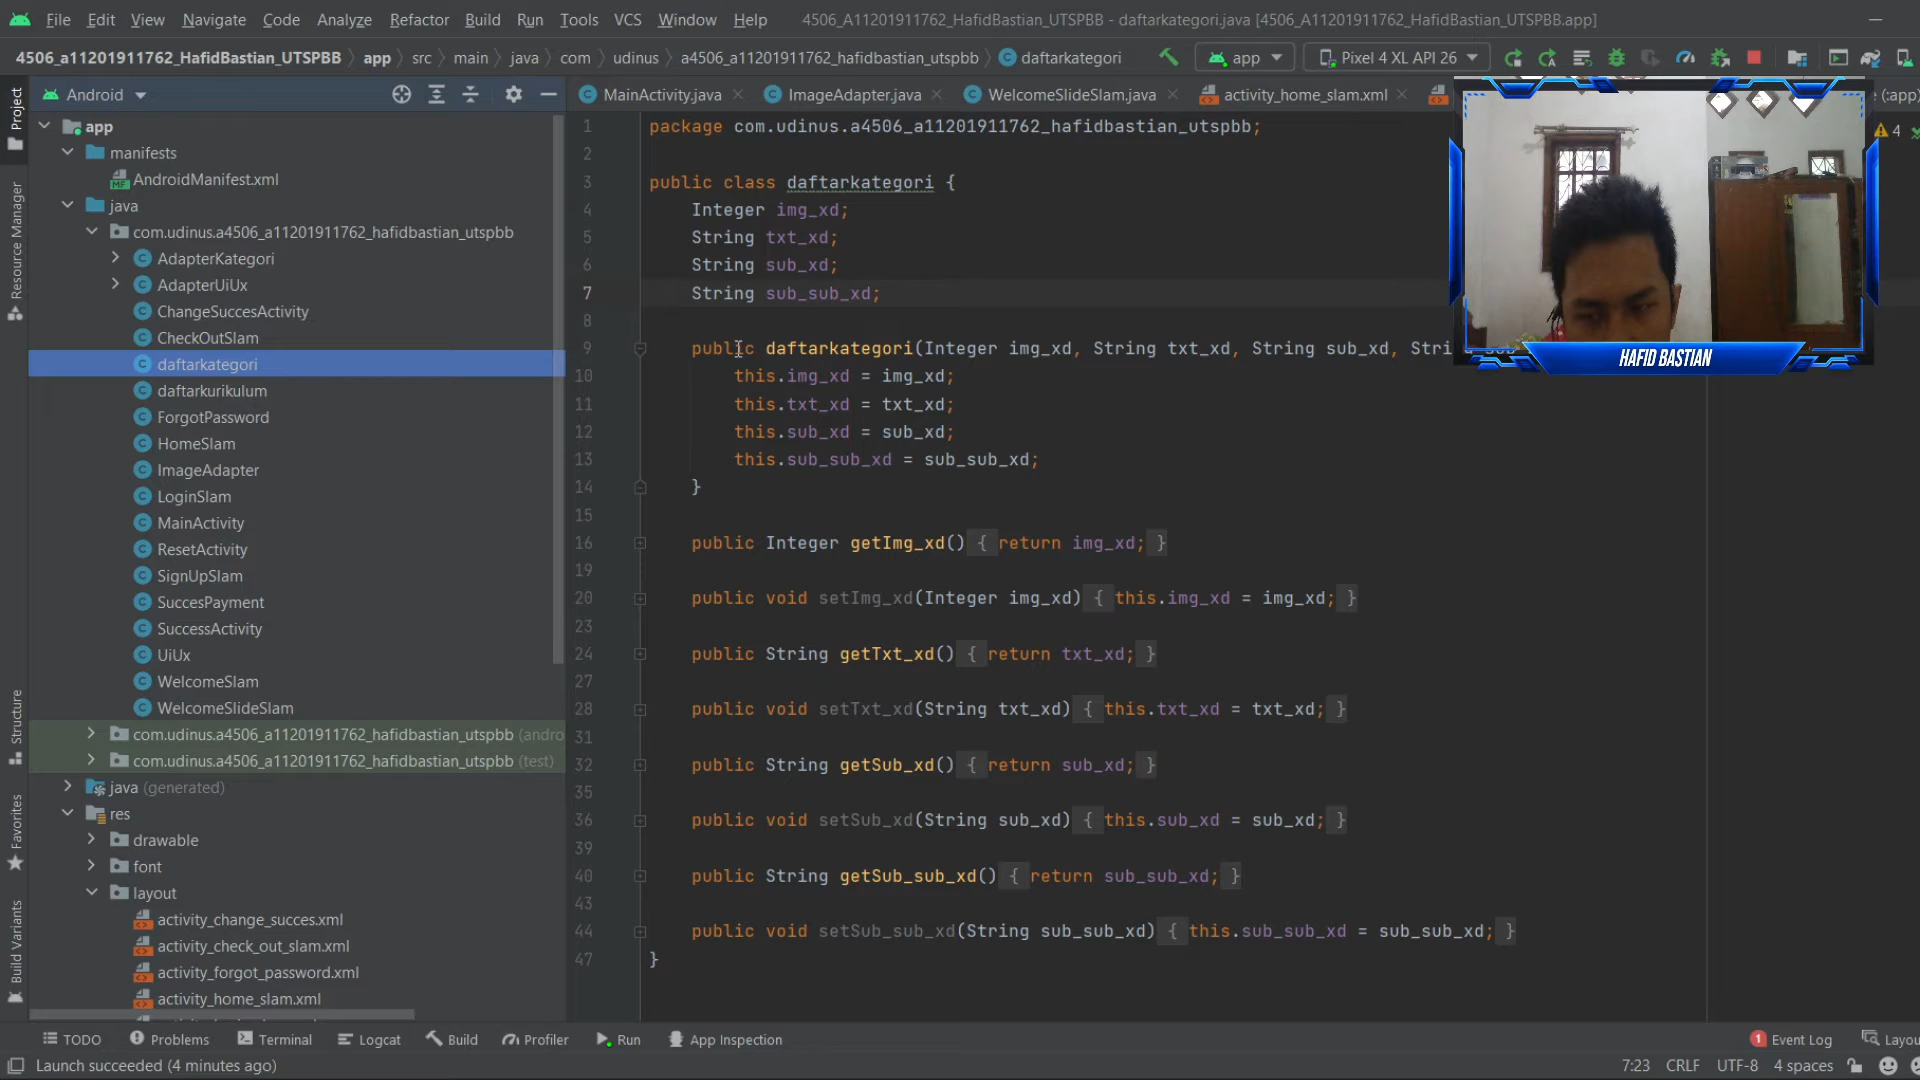 File Edit View Navigate Code Analyze Refactor Build Run Tools VCS Window Help 4506_A11201911762_HafidBastian_UTSPBB - daftarkategori.java [4506_A11201911762_HafidBastian_UTSPBB.app]
4506_a11201911762_HafidBastian_UTSPBB app src main java com udinus a4506_a11201911762_hafidbastian_utspbb daftarkategori app Pixel 4 XL API 26
Android MainActivity.java ImageAdapter.java WelcomeSlideSlam.java activity_home_slam.xml (:app)
Project
Resource Manager
Structure
Favorites
Build Variants
app
manifests
AndroidManifest.xml
java
com.udinus.a4506_a11201911762_hafidbastian_utspbb
AdapterKategori
AdapterUiUx
ChangeSuccesActivity
CheckOutSlam
daftarkategori
daftarkurikulum
ForgotPassword
HomeSlam
ImageAdapter
LoginSlam
MainActivity
ResetActivity
SignUpSlam
SuccesPayment
SuccessActivity
UiUx
WelcomeSlam
WelcomeSlideSlam
com.udinus.a4506_a11201911762_hafidbastian_utspbb (andro
com.udinus.a4506_a11201911762_hafidbastian_utspbb (test)
java (generated)
res
drawable
font
layout
activity_change_succes.xml
activity_check_out_slam.xml
activity_forgot_password.xml
activity_home_slam.xml
1 package com.udinus.a4506_a11201911762_hafidbastian_utspbb;
2
3 public class daftarkategori {
4 Integer img_xd;
5 String txt_xd;
6 String sub_xd;
7 String sub_sub_xd;
8
9 public daftarkategori(Integer img_xd, String txt_xd, String sub_xd, Stri
10 this.img_xd = img_xd;
11 this.txt_xd = txt_xd;
12 this.sub_xd = sub_xd;
13 this.sub_sub_xd = sub_sub_xd;
14 }
15
16 public Integer getImg_xd() { return img_xd; }
19
20 public void setImg_xd(Integer img_xd) { this.img_xd = img_xd; }
23
24 public String getTxt_xd() { return txt_xd; }
27
28 public void setTxt_xd(String txt_xd) { this.txt_xd = txt_xd; }
31
32 public String getSub_xd() { return sub_xd; }
35
36 public void setSub_xd(String sub_xd) { this.sub_xd = sub_xd; }
39
40 public String getSub_sub_xd() { return sub_sub_xd; }
43
44 public void setSub_sub_xd(String sub_sub_xd) { this.sub_sub_xd = sub_sub_xd; }
47 }
4
HAFID BASTIAN
TODO Problems Terminal Logcat Build Profiler Run App Inspection 1 Event Log Layou
Launch succeeded (4 minutes ago) 7:23 CRLF UTF-8 4 spaces